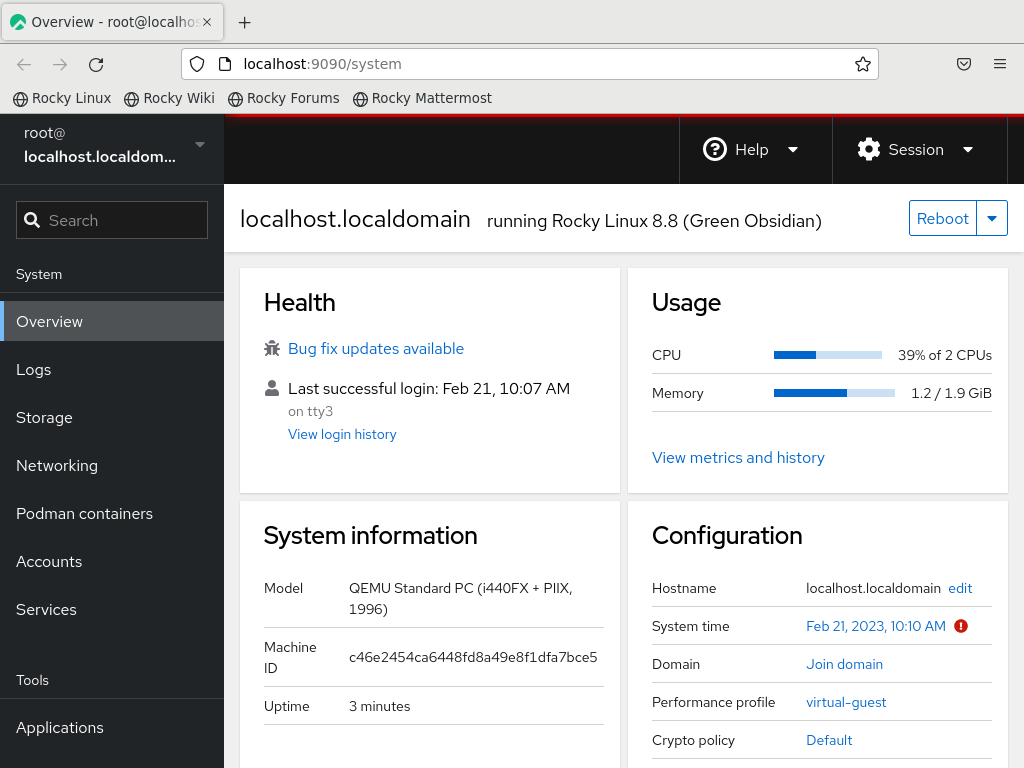 Overview - root@localhos
localhost:9090/system
Rocky Linux
Rocky Wiki
Rocky Forums
Rocky Mattermost
root@
localhost.localdom...
Help
Session
Search
System
Overview
Logs
Storage
Networking
Podman containers
Accounts
Services
Tools
Applications
localhost.localdomain running Rocky Linux 8.8 (Green Obsidian)
Reboot
Health
Bug fix updates available
Last successful login: Feb 21, 10:07 AM
on tty3
View login history
Usage
CPU 39% of 2 CPUs
Memory 1.2 / 1.9 GiB
View metrics and history
System information
Model QEMU Standard PC (i440FX + PIIX,
1996)
Machine
ID c46e2454ca6448fd8a49e8f1dfa7bce5
Uptime 3 minutes
Configuration
Hostname localhost.localdomain edit
System time Feb 21, 2023, 10:10 AM
Domain Join domain
Performance profile virtual-guest
Crypto policy Default